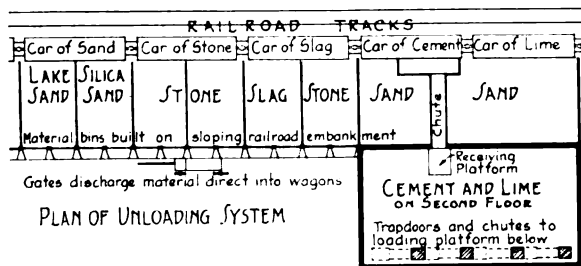 RAILROAD TRACKS
Car of Sand Car of Stone Car of Slag Car of Cement Car of Lime
LAKE SAND SILICA SAND STONE SLAG STONE SAND SAND
Chute
Material bins built on sloping railroad embankment
Gates discharge material direct into wagons
Receiving Platform
PLAN OF UNLOADING SYSTEM
CEMENT AND LIME
ON SECOND FLOOR
Trapdoors and chutes to
loading platform below